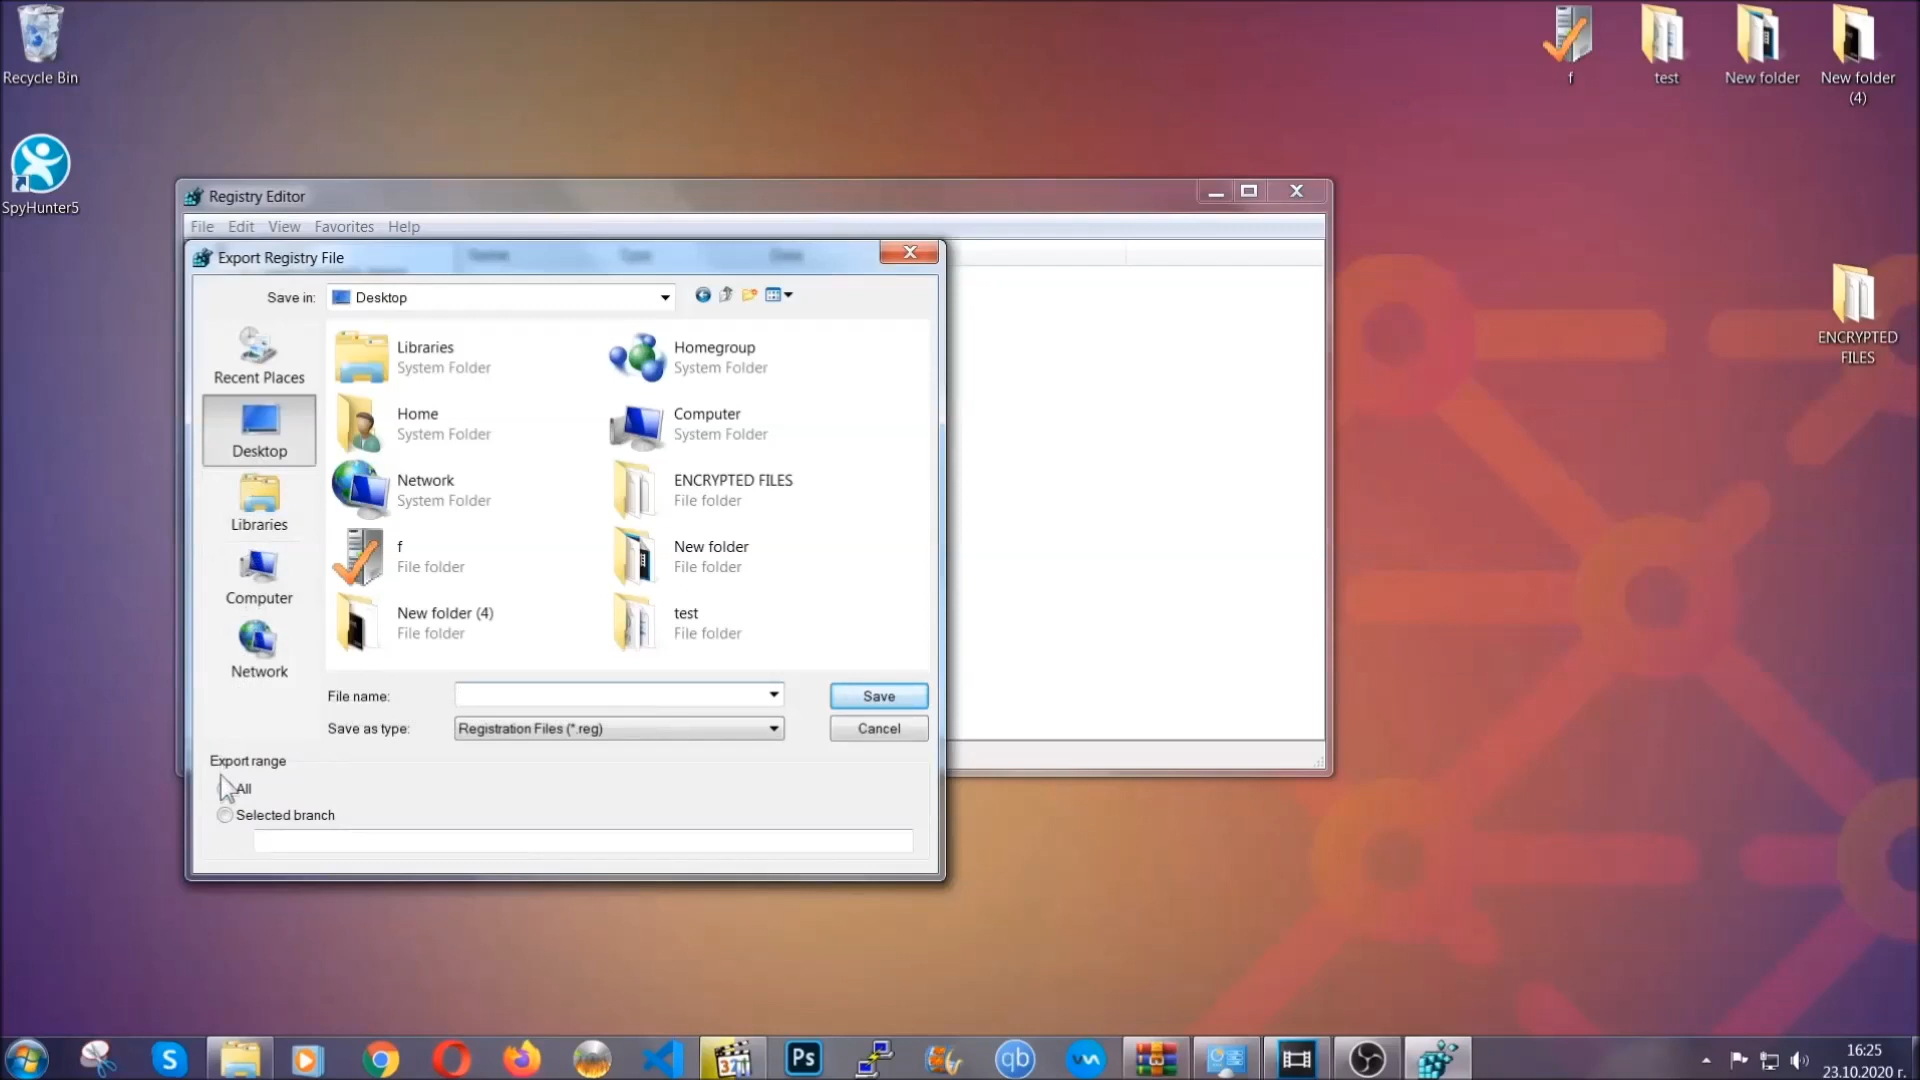 Recycle Bin
SpyHunter5
f
test
New folder
New folder
(4)
ENCRYPTED
FILES
Registry Editor
File Edit View Favorites Help
Export Registry File
Save in:
Desktop
Recent Places
Desktop
Libraries
Computer
Network
Libraries
System Folder
Homegroup
System Folder
Home
System Folder
Computer
System Folder
Network
System Folder
ENCRYPTED FILES
File folder
f
File folder
New folder
File folder
New folder (4)
File folder
test
File folder
File name:
Save
Save as type:
Registration Files (*.reg)
Cancel
Export range
All
Selected branch
S
321
Ps
qb
16:25
23.10.2020 г.